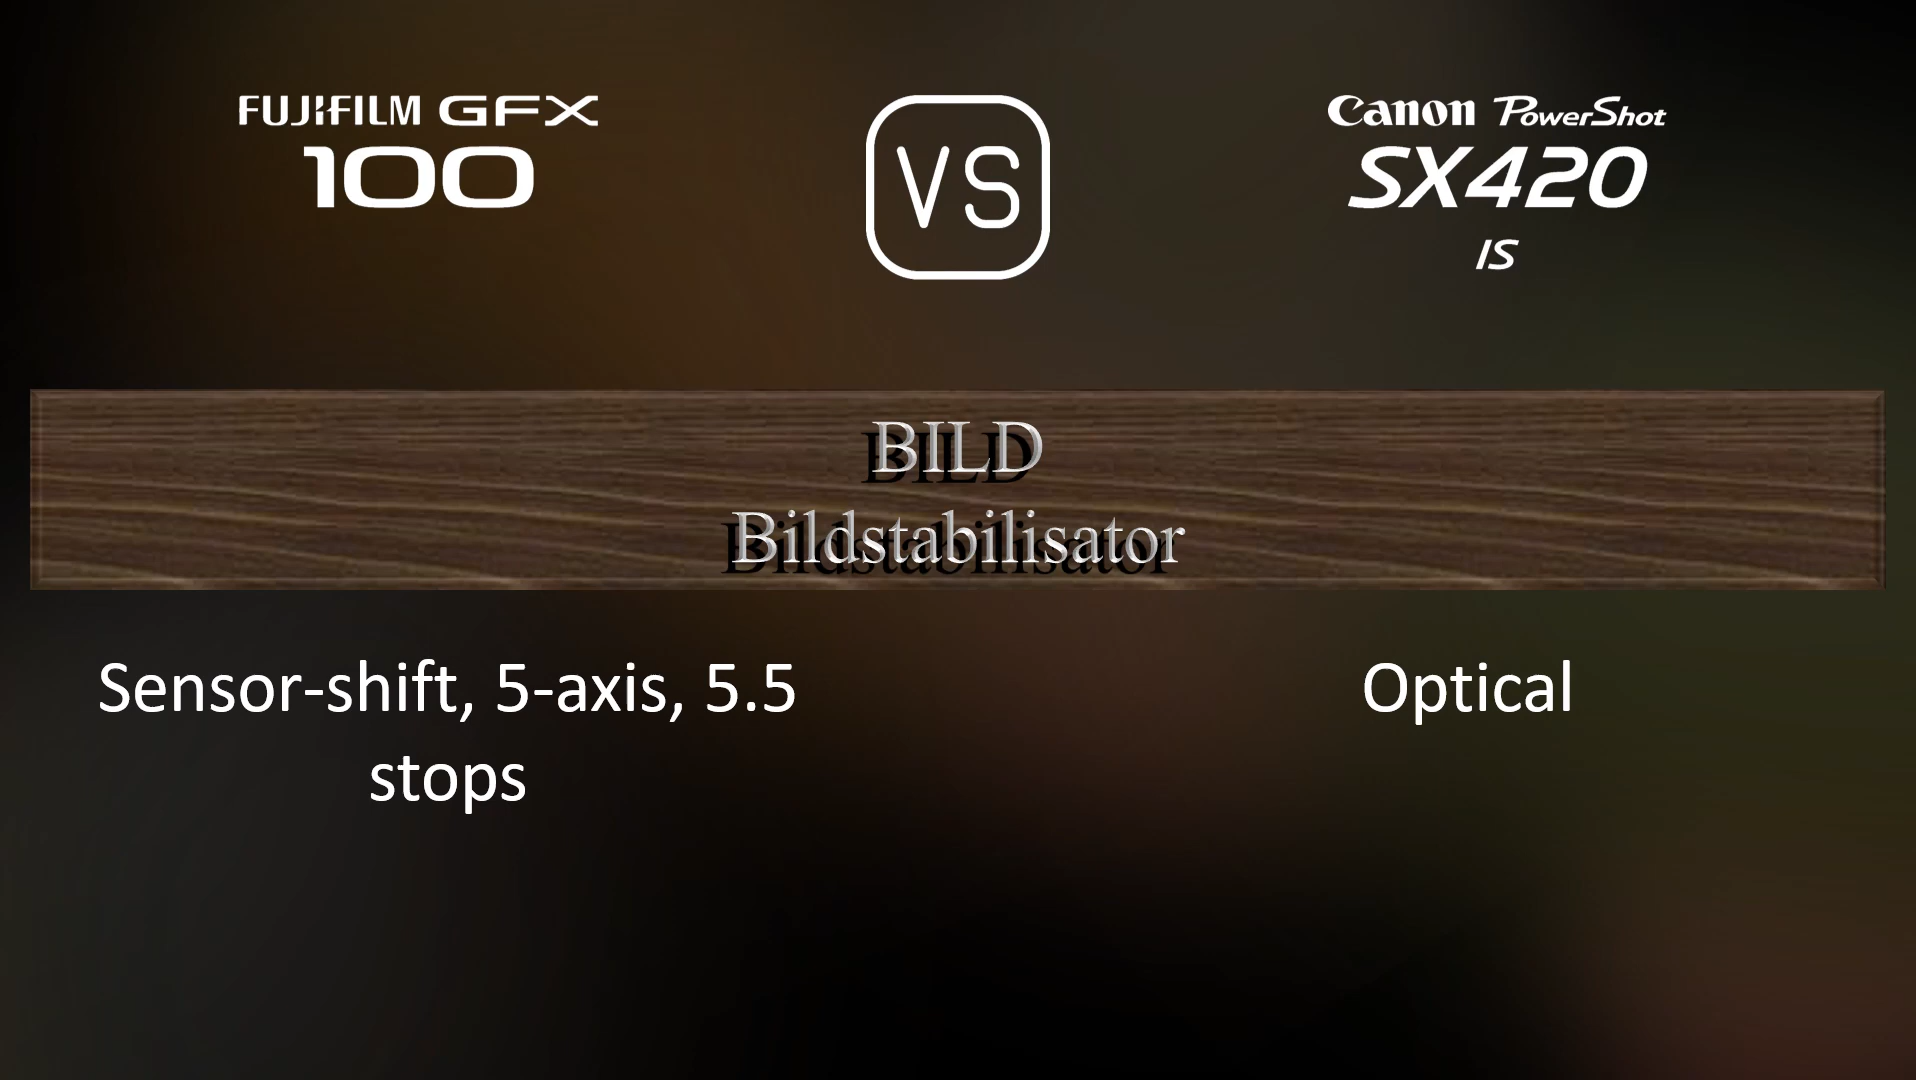 FUJIFILM GFX
100
VS
Canon PowerShot
SX420
IS
BILD
Bildstabilisator
Sensor-shift, 5-axis, 5.5
stops
Optical